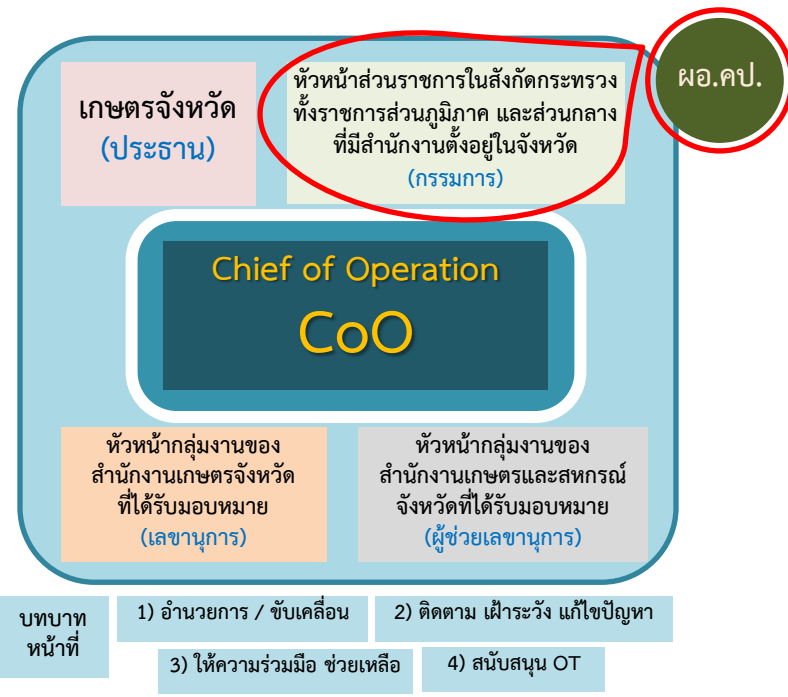 เกษตรจังหวัด
(ประธาน)
หัวหน้าส่วนราชการในสังกัดกระทรวง
ทั้งราชการส่วนภูมิภาค และส่วนกลาง
ที่มีสำนักงานตั้งอยู่ในจังหวัด
(กรรมการ)
ผอ.คป.
Chief of Operation
CoO
หัวหน้ากลุ่มงานของ
สำนักงานเกษตรจังหวัด
ที่ได้รับมอบหมาย
(เลขานุการ)
หัวหน้ากลุ่มงานของ
สำนักงานเกษตรและสหกรณ์
จังหวัดที่ได้รับมอบหมาย
(ผู้ช่วยเลขานุการ)
บทบาท
หน้าที่
1) อำนวยการ / ขับเคลื่อน
2) ติดตาม เฝ้าระวัง แก้ไขปัญหา
3) ให้ความร่วมมือ ช่วยเหลือ
4) สนับสนุน OT